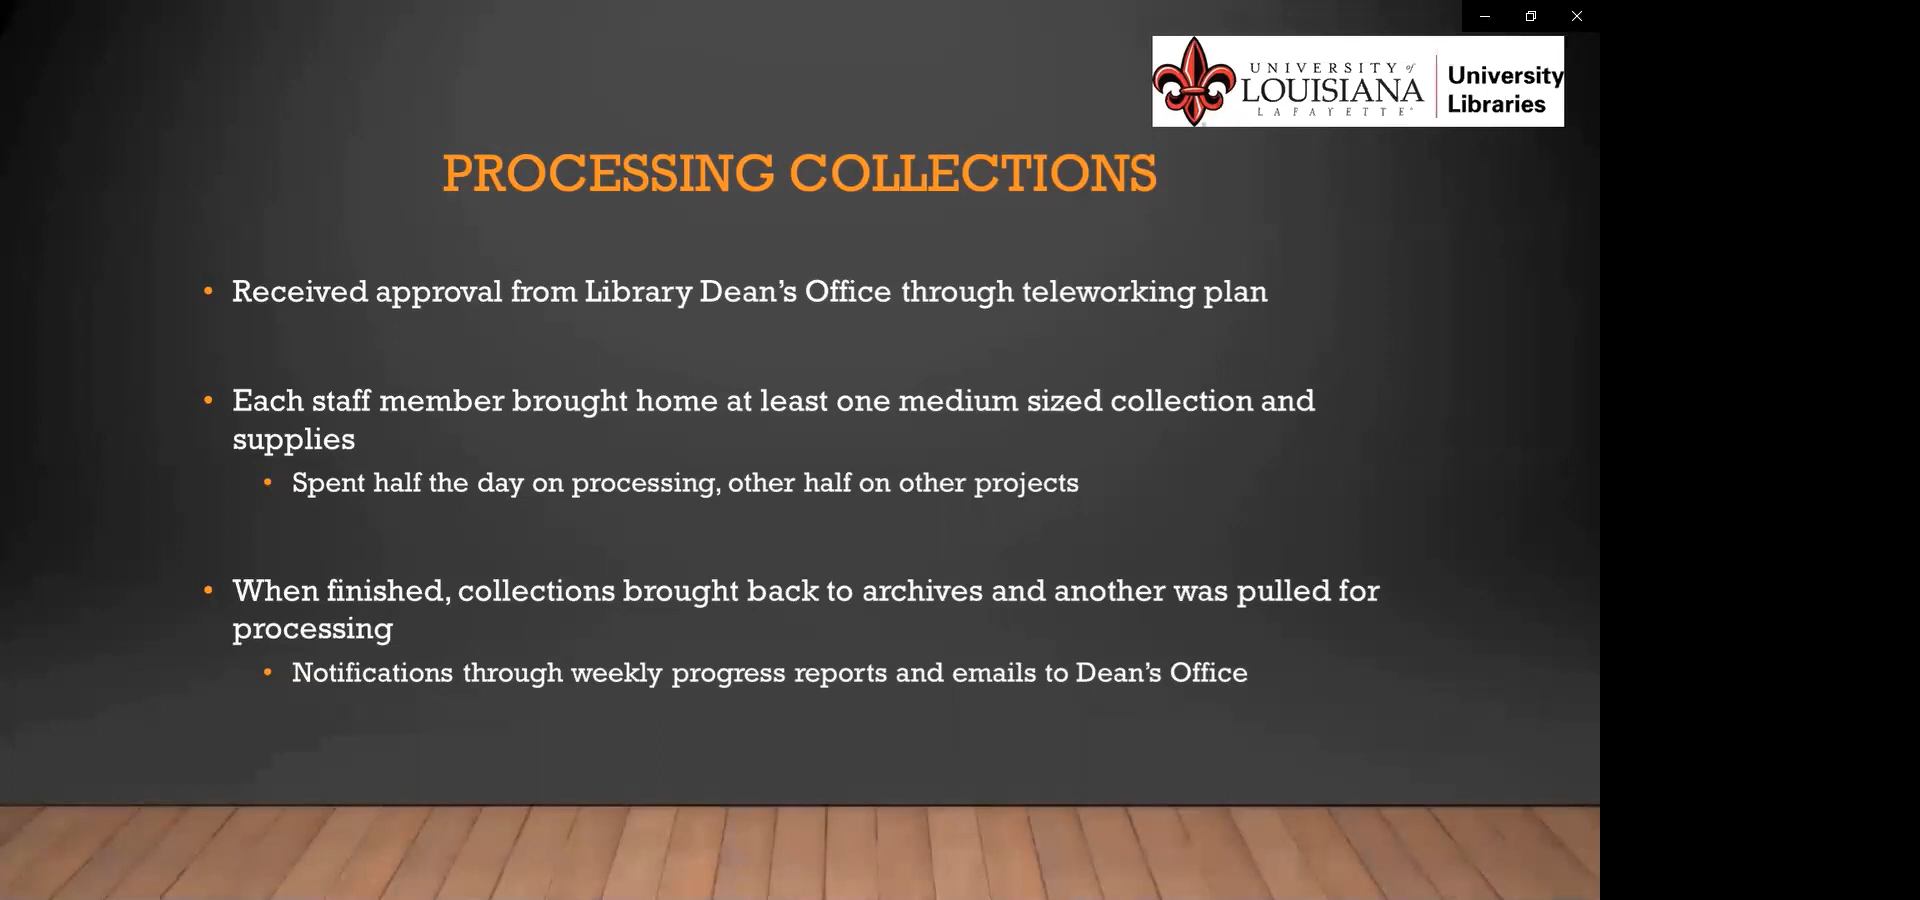 UNIVERSITY of
LOUISIANA
LAFAYETTE
University
Libraries
PROCESSING COLLECTIONS
• Received approval from Library Dean’s Office through teleworking plan
• Each staff member brought home at least one medium sized collection and
supplies
• Spent half the day on processing, other half on other projects
• When finished, collections brought back to archives and another was pulled for
processing
• Notifications through weekly progress reports and emails to Dean’s Office